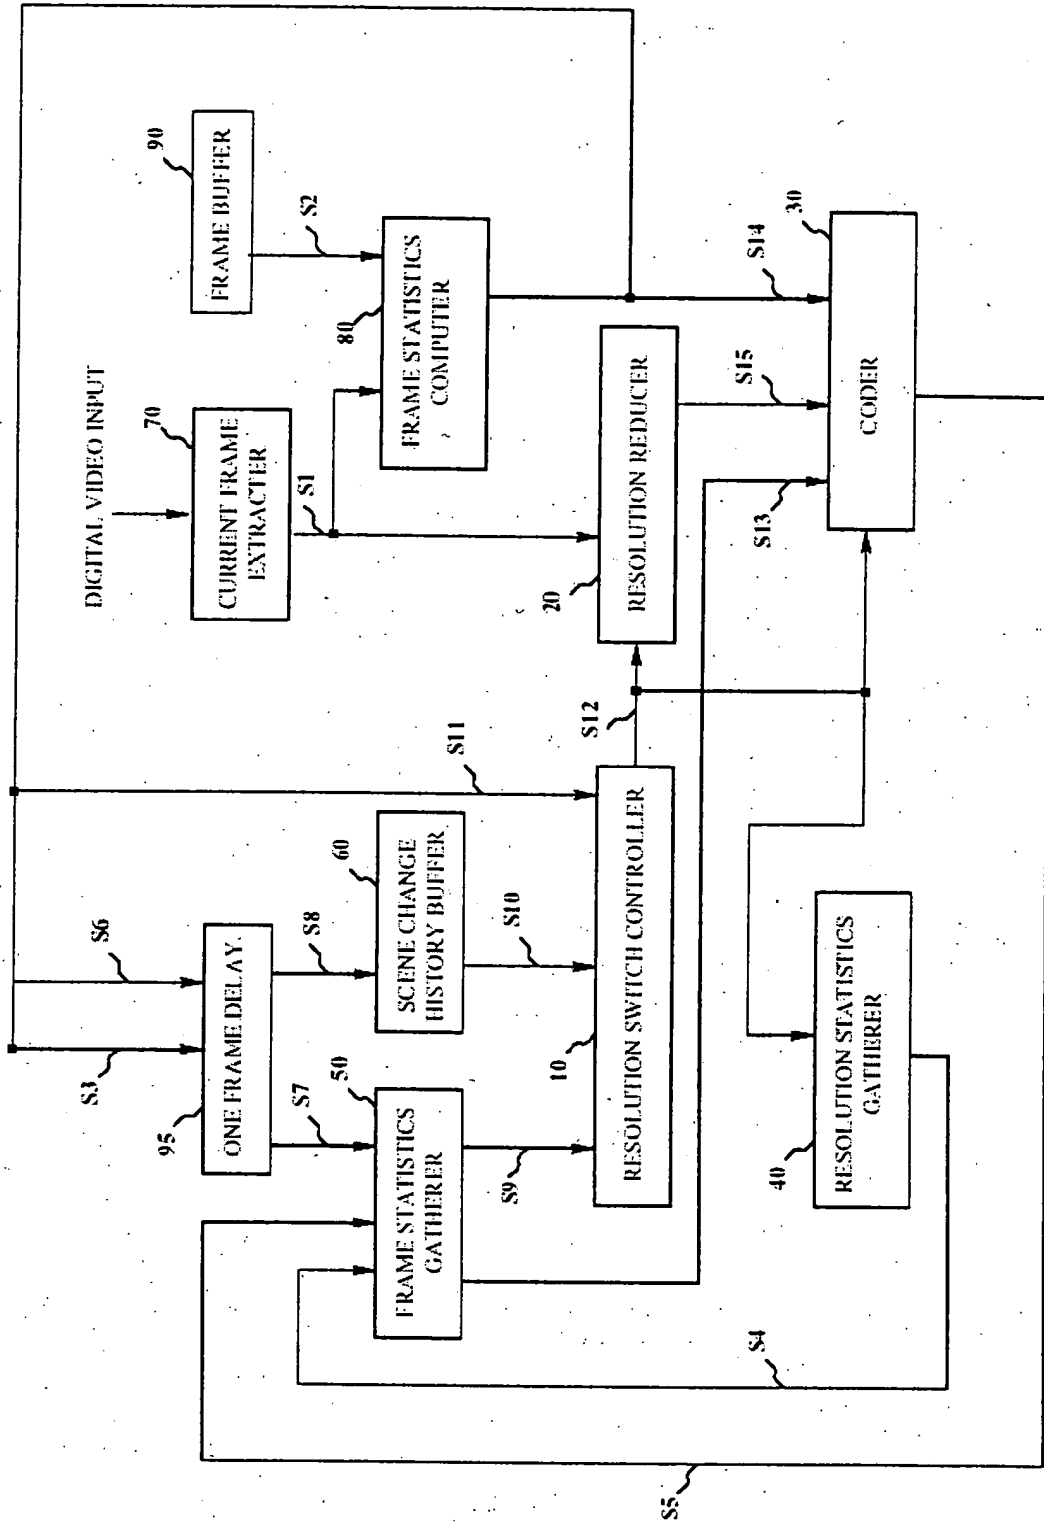 DIGITAL VIDEO INPUT
70
CURRENT FRAME
EXTRACTER
S1
90
FRAME BUFFER
S2
80
FRAME STATISTICS
COMPUTER
S3
S6
95
ONE FRAME DELAY
S7
S8
50
FRAME STATISTICS
GATHERER
60
SCENE CHANGE
HISTORY BUFFER
S9
S10
S11
10
RESOLUTION SWITCH CONTROLLER
S12
20
RESOLUTION REDUCER
S13
S15
S14
30
CODER
40
RESOLUTION STATISTICS
GATHERER
S4
S5